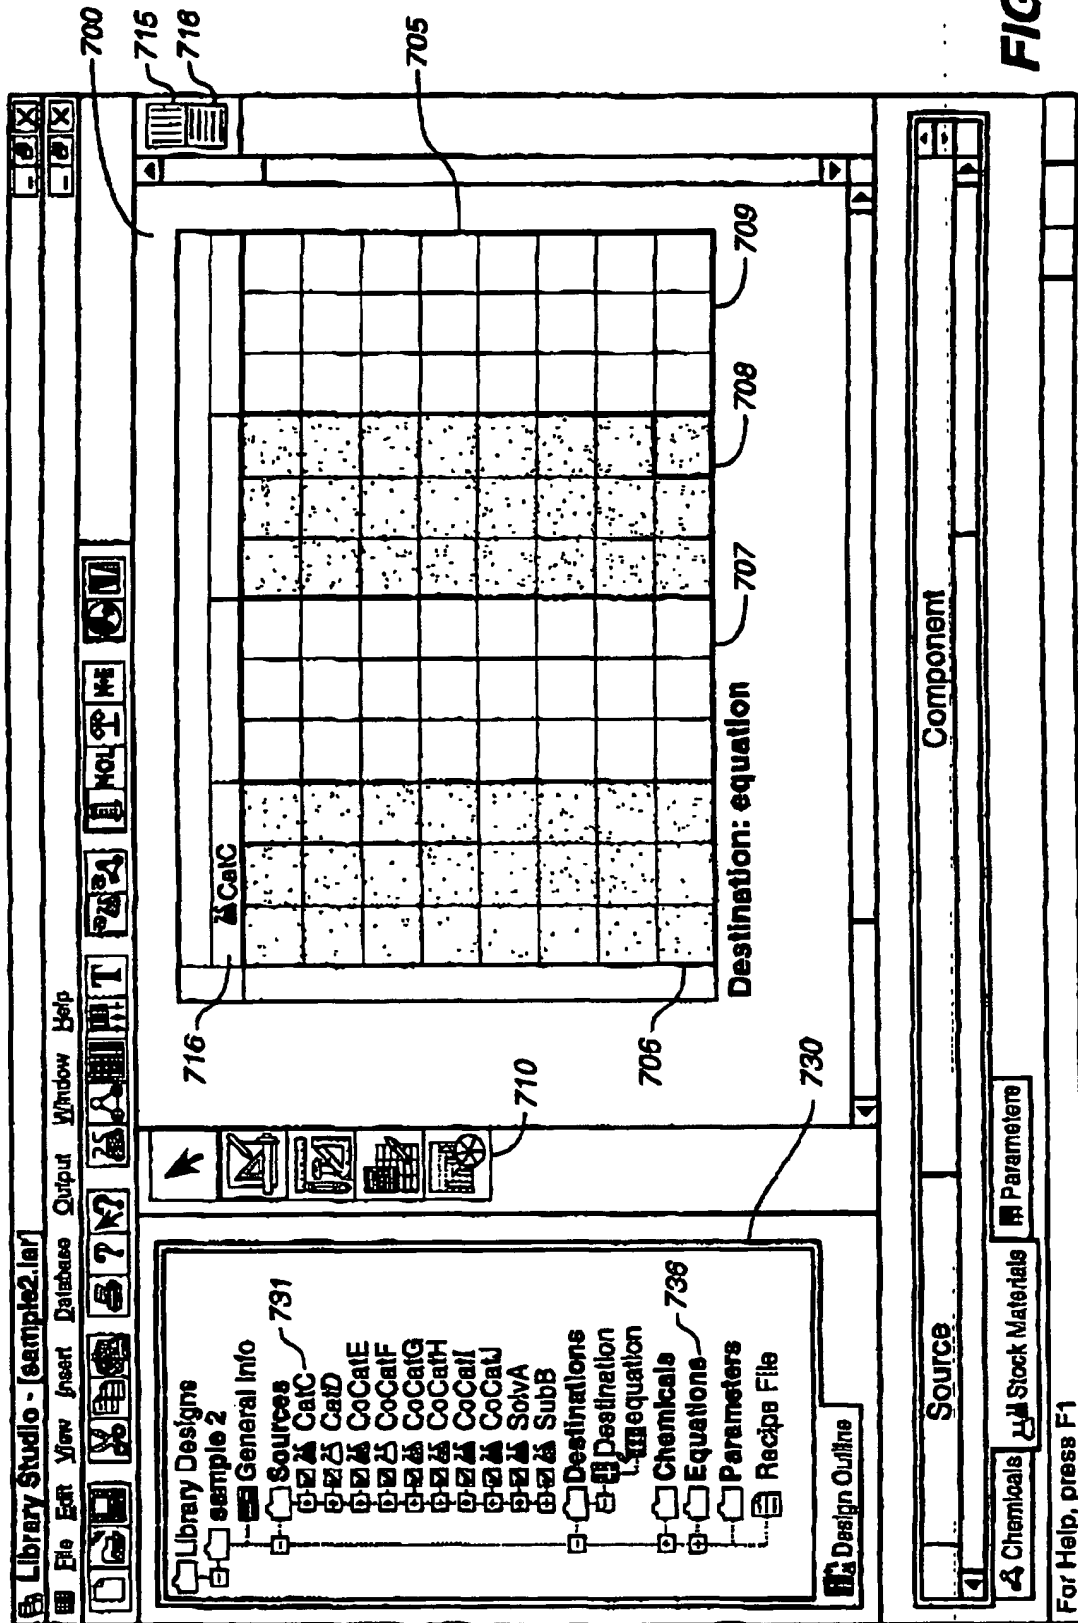 Library Studio - [sample2.lar]
File Edit View Insert Database Output Window Help
MOL
700
715
718
Library Designs
sample 2
General Info
Sources
731
CatC
CatD
CoCatE
CoCatF
CoCatG
CoCatH
CoCatI
CoCatJ
SolvA
SubB
Destinations
Destination
equation
Chemicals
Equations
736
Parameters
Recipe File
Design Outline
730
710
716
CatC
705
706
707
708
709
Destination: equation
Source
Component
Chemicals
Stock Materials
Parameters
For Help, press F1
FIG